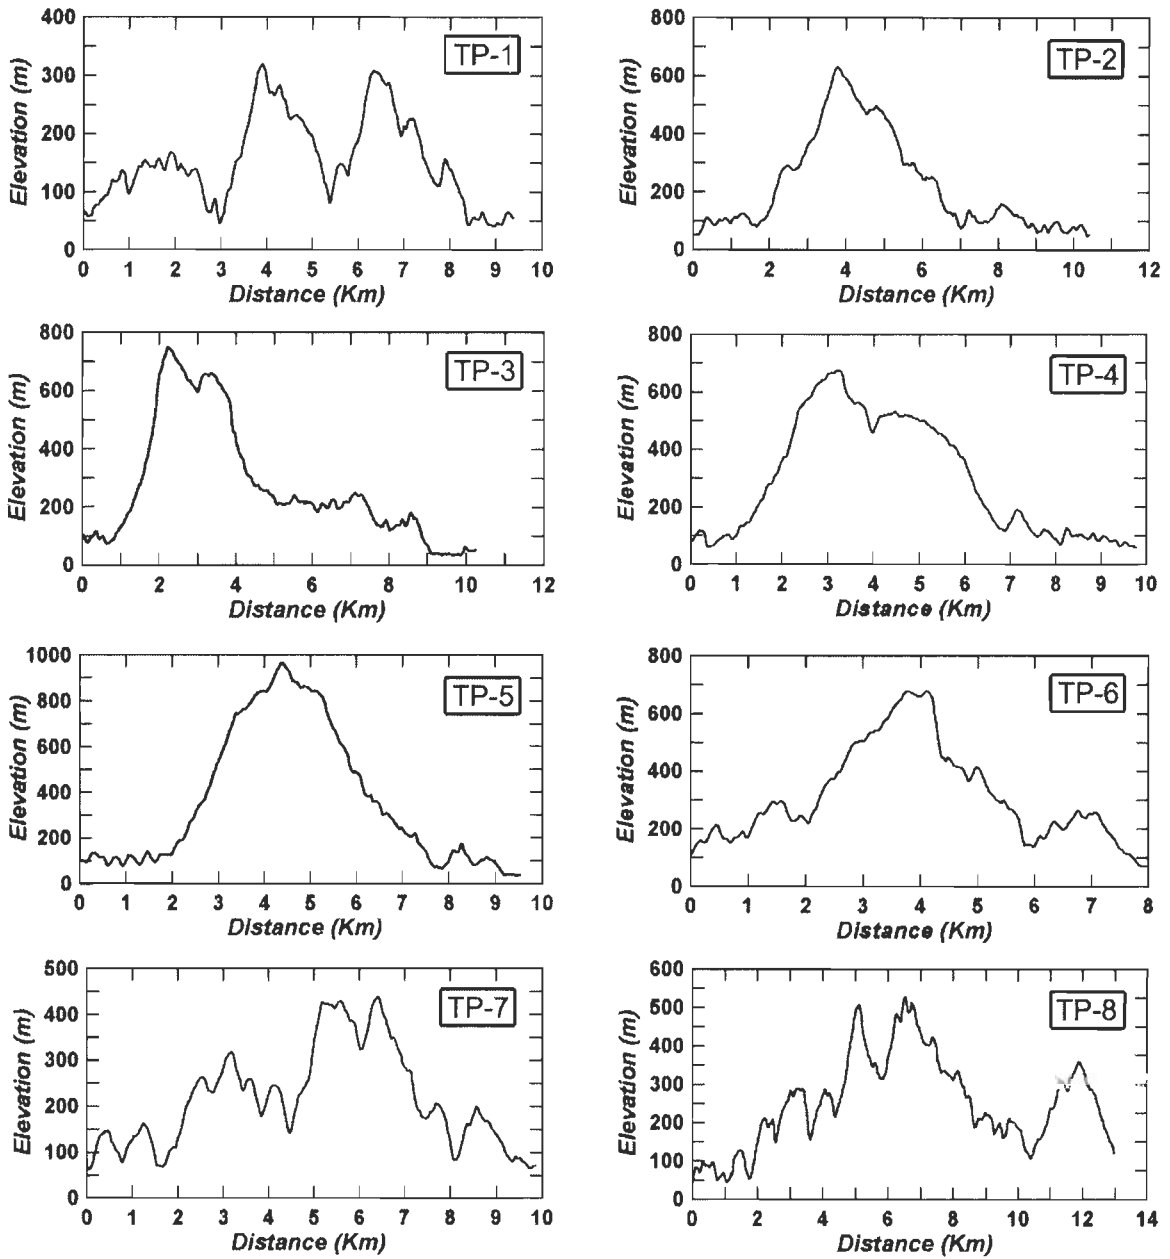 TP-1
Elevation (m)
400
300
200
100
0
0 1 2 3 4 5 6 7 8 9 10
Distance (Km)
TP-2
Elevation (m)
800
600
400
200
0
0 2 4 6 8 10 12
Distance (Km)
TP-3
Elevation (m)
800
600
400
200
0
0 2 4 6 8 10 12
Distance (Km)
TP-4
Elevation (m)
800
600
400
200
0
0 1 2 3 4 5 6 7 8 9 10
Distance (Km)
TP-5
Elevation (m)
1000
800
600
400
200
0
0 1 2 3 4 5 6 7 8 9 10
Distance (Km)
TP-6
Elevation (m)
800
600
400
200
0
0 1 2 3 4 5 6 7 8
Distance (Km)
TP-7
Elevation (m)
500
400
300
200
100
0
0 1 2 3 4 5 6 7 8 9 10
Distance (Km)
TP-8
Elevation (m)
600
500
400
300
200
100
0
0 2 4 6 8 10 12 14
Distance (Km)